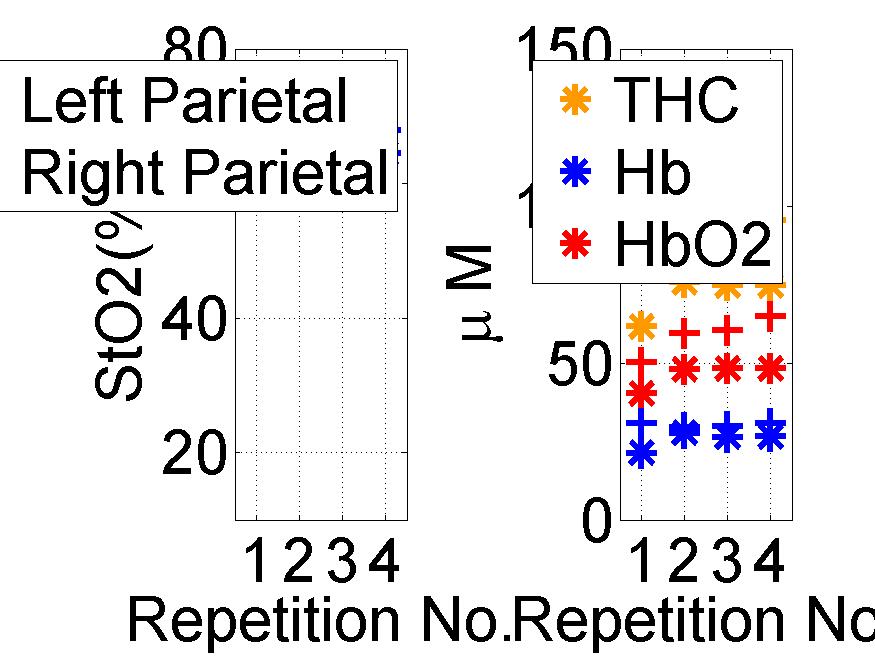 80
Left Parietal
Right Parietal
StO2(%
40
20
1 2 3 4
Repetition No.
150
THC
Hb
HbO2
μ M
50
0
1 2 3 4
Repetition No